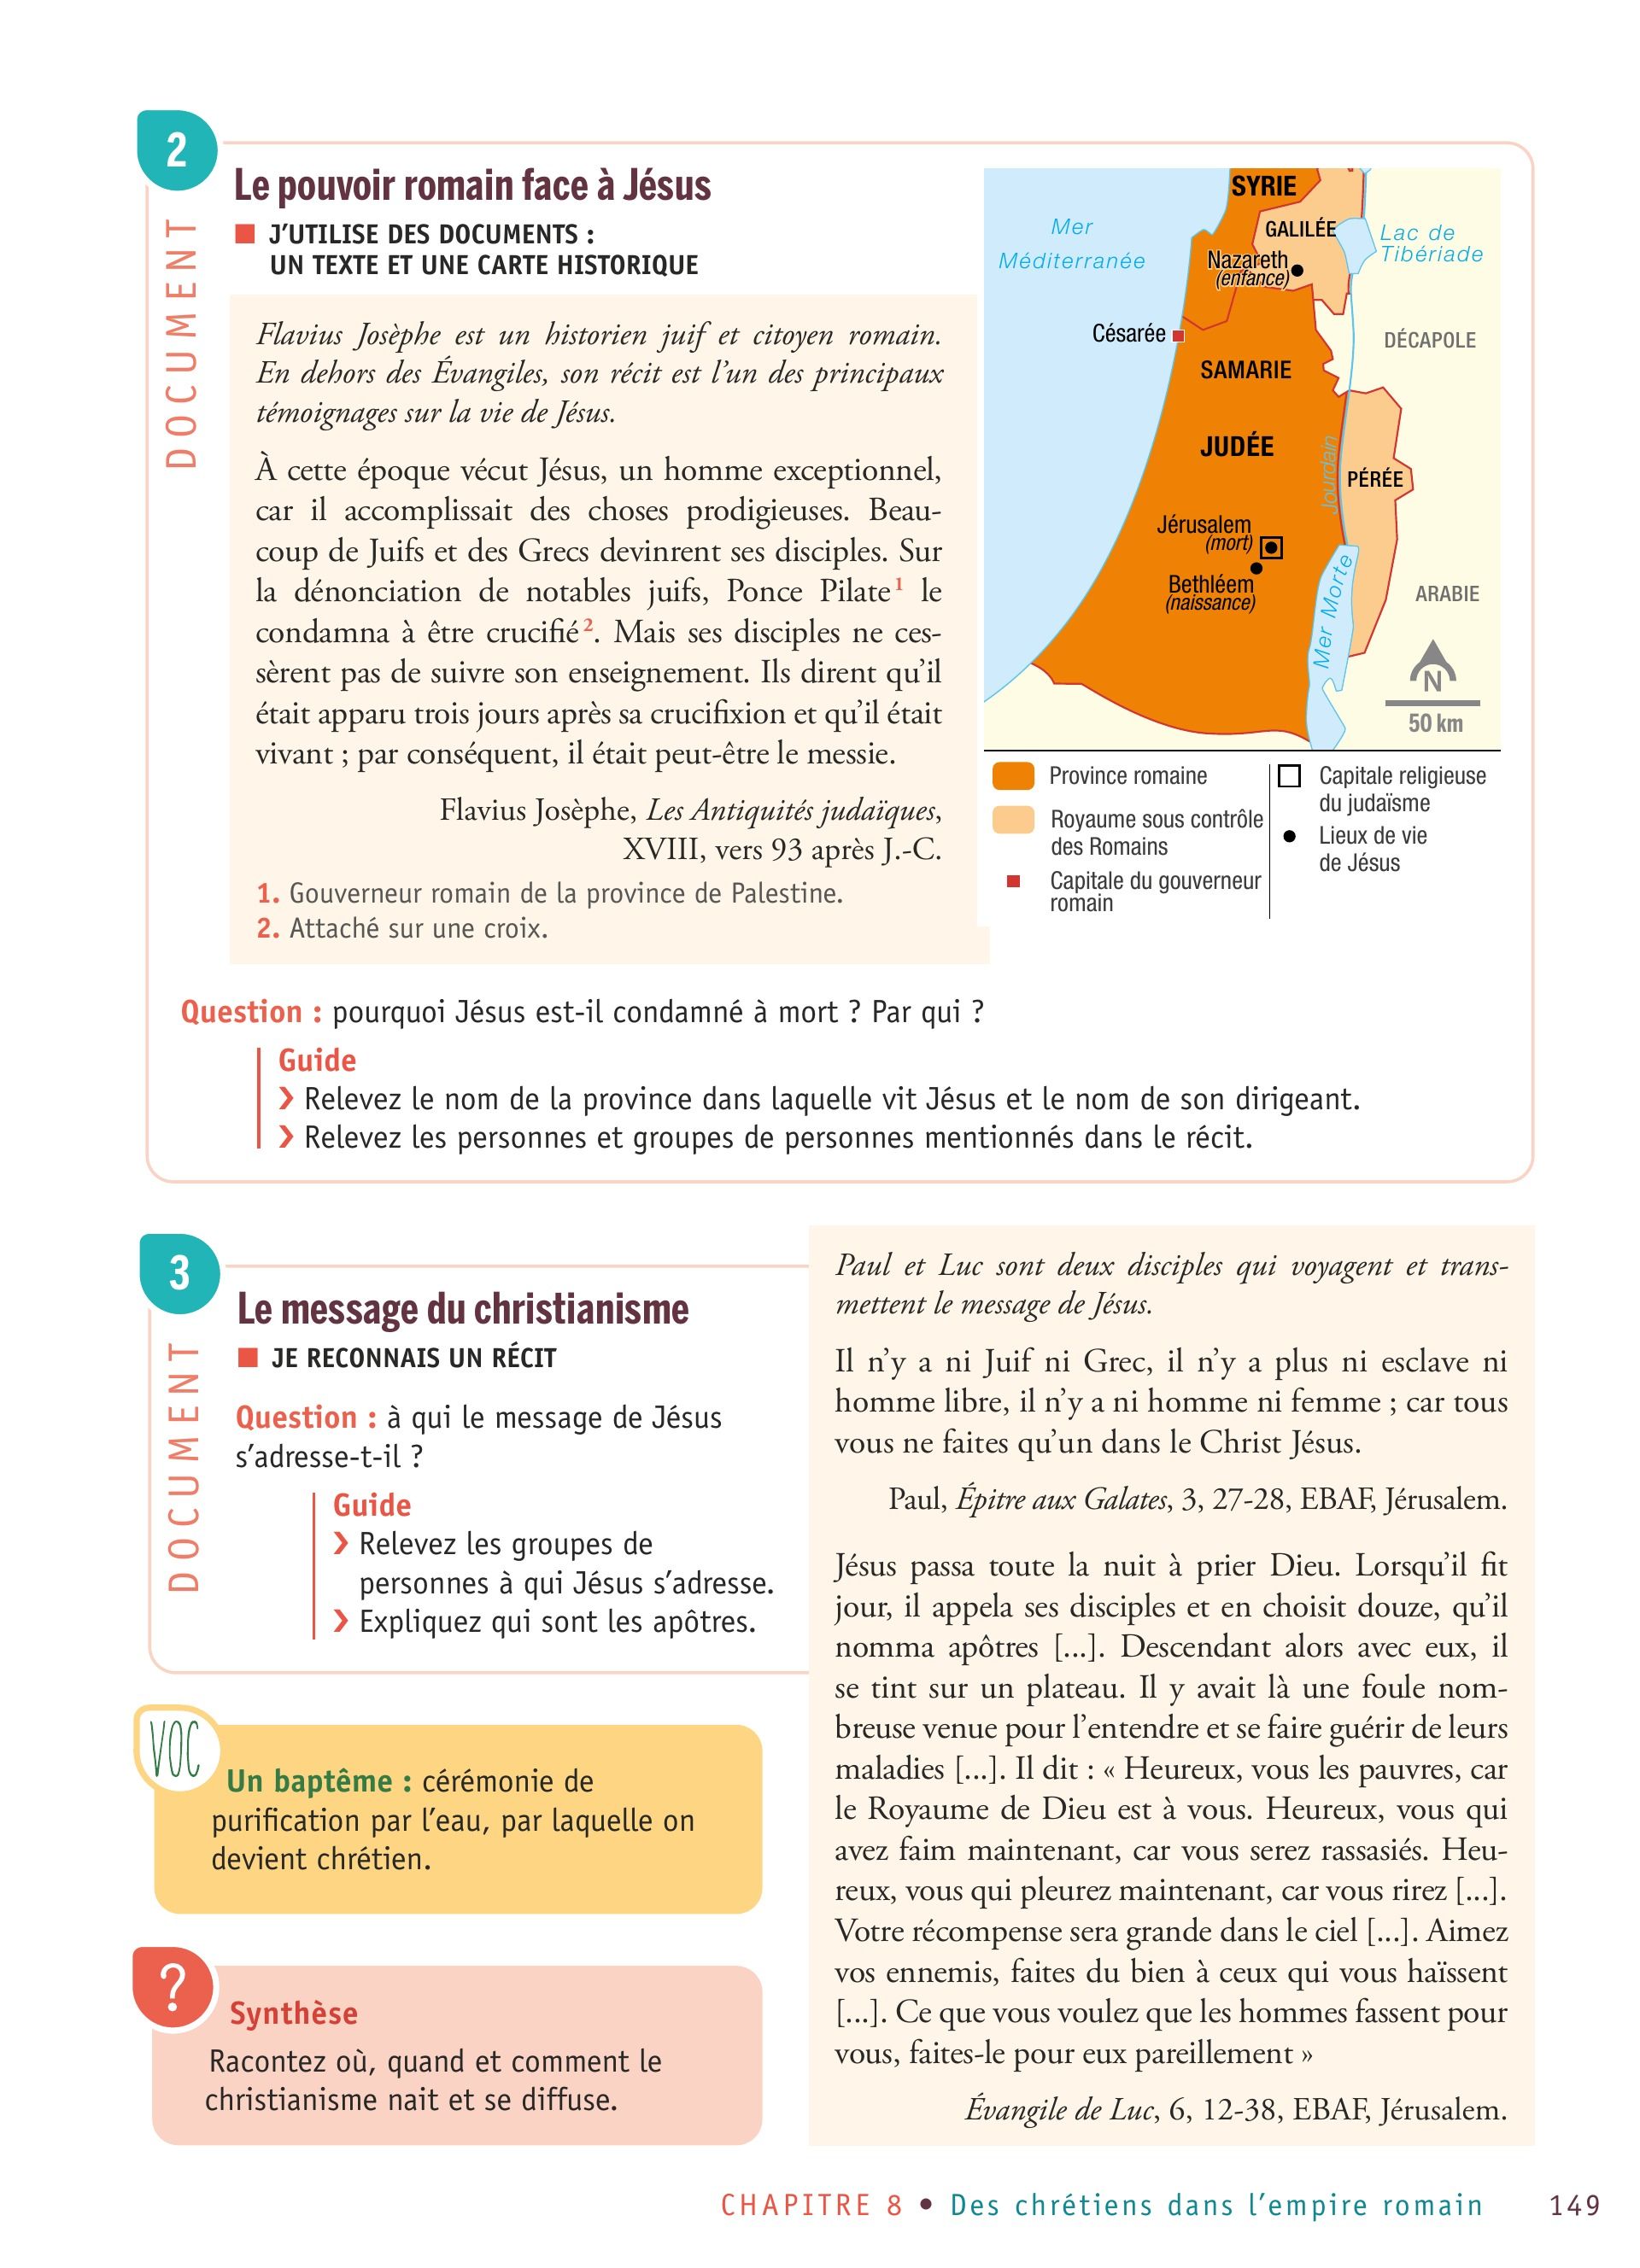 2
DOCUMENT
Le pouvoir romain face à Jésus
J'UTILISE DES DOCUMENTS :
UN TEXTE ET UNE CARTE HISTORIQUE
Flavius Josèphe est un historien juif et citoyen romain.
En dehors des Évangiles, son récit est l'un des principaux
témoignages sur la vie de Jésus.
À cette époque vécut Jésus, un homme exceptionnel,
car il accomplissait des choses prodigieuses. Beau-
coup de Juifs et des Grecs devinrent ses disciples. Sur
la dénonciation de notables juifs, Ponce Pilate 1 le
condamna à être crucifié 2. Mais ses disciples ne ces-
sèrent pas de suivre son enseignement. Ils dirent qu'il
était apparu trois jours après sa crucifixion et qu'il était
vivant ; par conséquent, il était peut-être le messie.
Flavius Josèphe, Les Antiquités judaïques,
XVIII, vers 93 après J.-C.
1. Gouverneur romain de la province de Palestine.
2. Attaché sur une croix.
SYRIE
Mer
Méditerranée
GALILÉE
Lac de
Tibériade
Nazareth
(enfance)
Césarée
DÉCAPOLE
SAMARIE
JUDÉE
Jourdain
PÉRÉE
Jérusalem
(mort)
Bethléem
(naissance)
Mer Morte
ARABIE
N
50 km
Province romaine
Royaume sous contrôle
des Romains
Capitale du gouverneur
romain
Capitale religieuse
du judaïsme
Lieux de vie
de Jésus
Question : pourquoi Jésus est-il condamné à mort ? Par qui ?
Guide
› Relevez le nom de la province dans laquelle vit Jésus et le nom de son dirigeant.
› Relevez les personnes et groupes de personnes mentionnés dans le récit.
3
DOCUMENT
Le message du christianisme
JE RECONNAIS UN RÉCIT
Question : à qui le message de Jésus
s'adresse-t-il ?
Guide
› Relevez les groupes de
personnes à qui Jésus s'adresse.
› Expliquez qui sont les apôtres.
VOC
Un baptême : cérémonie de
purification par l'eau, par laquelle on
devient chrétien.
?
Synthèse
Racontez où, quand et comment le
christianisme nait et se diffuse.
Paul et Luc sont deux disciples qui voyagent et trans-
mettent le message de Jésus.
Il n'y a ni Juif ni Grec, il n'y a plus ni esclave ni
homme libre, il n'y a ni homme ni femme ; car tous
vous ne faites qu'un dans le Christ Jésus.
Paul, Épitre aux Galates, 3, 27-28, EBAF, Jérusalem.
Jésus passa toute la nuit à prier Dieu. Lorsqu'il fit
jour, il appela ses disciples et en choisit douze, qu'il
nomma apôtres [...]. Descendant alors avec eux, il
se tint sur un plateau. Il y avait là une foule nom-
breuse venue pour l'entendre et se faire guérir de leurs
maladies [...]. Il dit : « Heureux, vous les pauvres, car
le Royaume de Dieu est à vous. Heureux, vous qui
avez faim maintenant, car vous serez rassasiés. Heu-
reux, vous qui pleurez maintenant, car vous rirez [...].
Votre récompense sera grande dans le ciel [...]. Aimez
vos ennemis, faites du bien à ceux qui vous haïssent
[...]. Ce que vous voulez que les hommes fassent pour
vous, faites-le pour eux pareillement »
Évangile de Luc, 6, 12-38, EBAF, Jérusalem.
CHAPITRE 8 • Des chrétiens dans l'empire romain 149